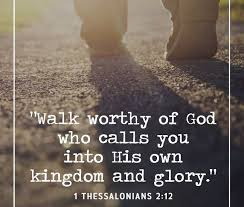 "Walk worthy of God
who calls you
into His own
kingdom and glory."
1 THESSALONIANS 2:12